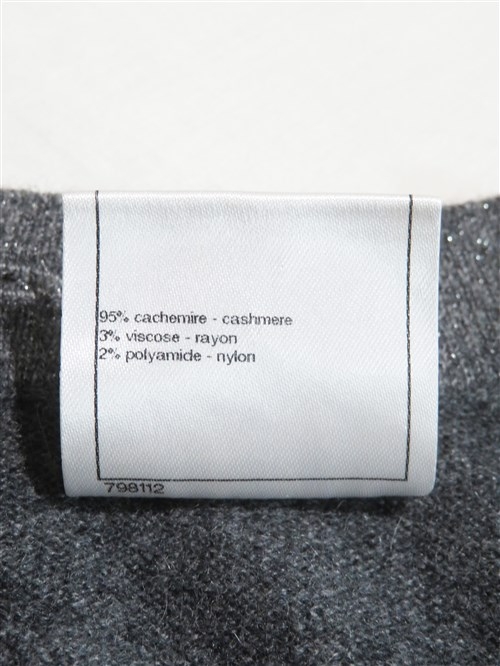 95% cachemire - cashmere
3% viscose - rayon
2% polyamide - nylon
798112